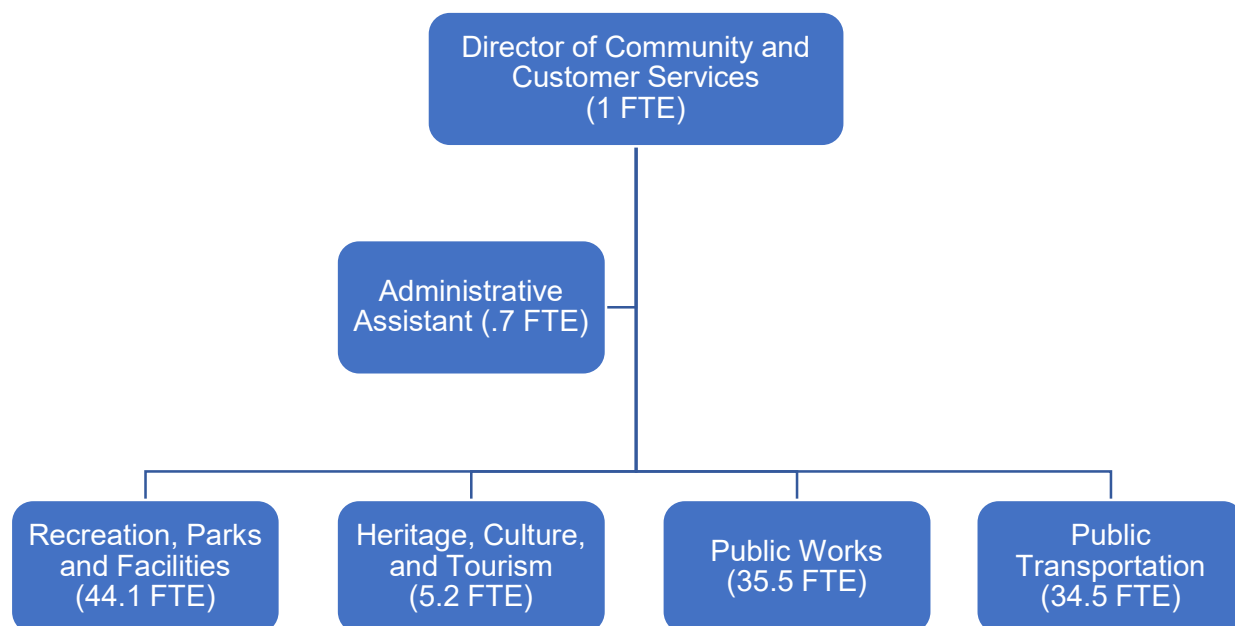 Director of Community and
Customer Services
(1 FTE)
Administrative
Assistant (.7 FTE)
Recreation, Parks
and Facilities
(44.1 FTE)
Heritage, Culture,
and Tourism
(5.2 FTE)
Public Works
(35.5 FTE)
Public
Transportation
(34.5 FTE)